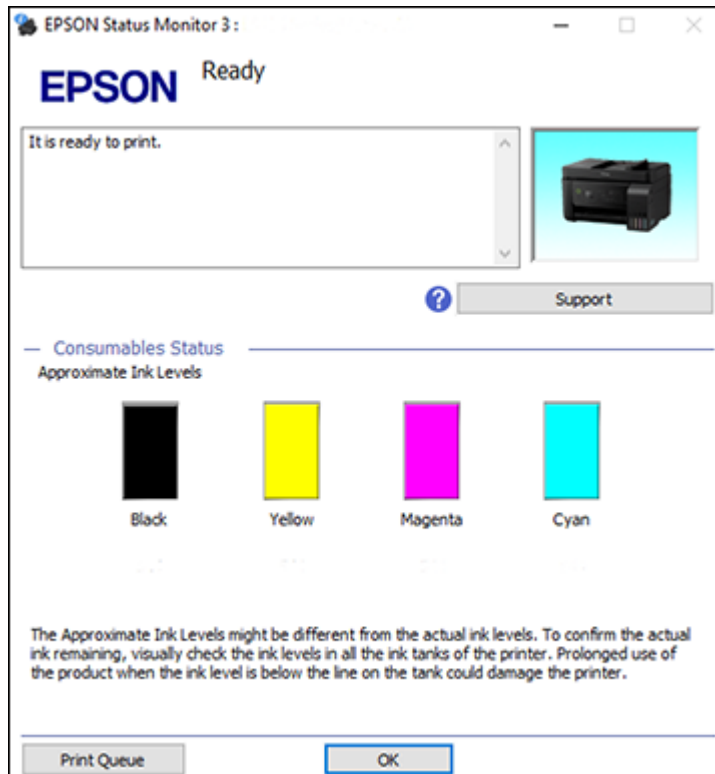 EPSON Status Monitor 3 :
EPSON
Ready
It is ready to print.
?
Support
Consumables Status
Approximate Ink Levels
Black Yellow Magenta Cyan
The Approximate Ink Levels might be different from the actual ink levels. To confirm the actual
ink remaining, visually check the ink levels in all the ink tanks of the printer. Prolonged use of
the product when the ink level is below the line on the tank could damage the printer.
Print Queue
OK